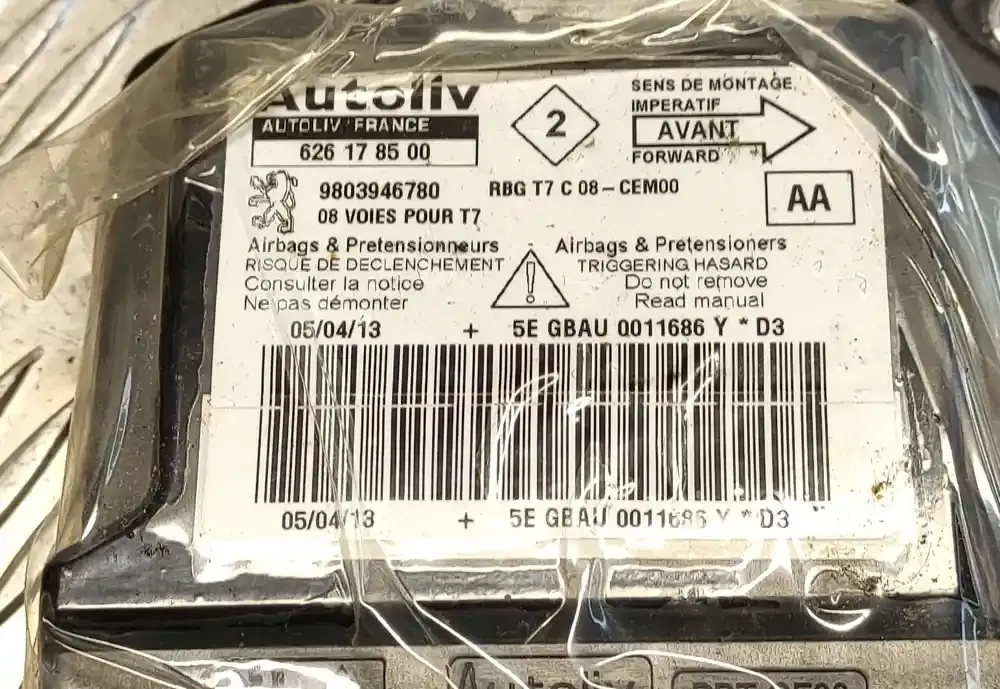 Autoliv
AUTOLIV FRANCE
626 17 85 00
2
SENS DE MONTAGE
IMPERATIF
AVANT
FORWARD
9803946780
RBG T7 C 08-CEM00
08 VOIES POUR T7
AA
Airbags & Pretensionneurs
RISQUE DE DECLENCHEMENT
Consulter la notice
Ne pas démonter
Airbags & Pretensioners
TRIGGERING HASARD
Do not remove
Read manual
05/04/13 + 5E GBAU 0011686 Y * D3
05/04/13 + 5E GBAU 0011686 Y * D3
Autoliv